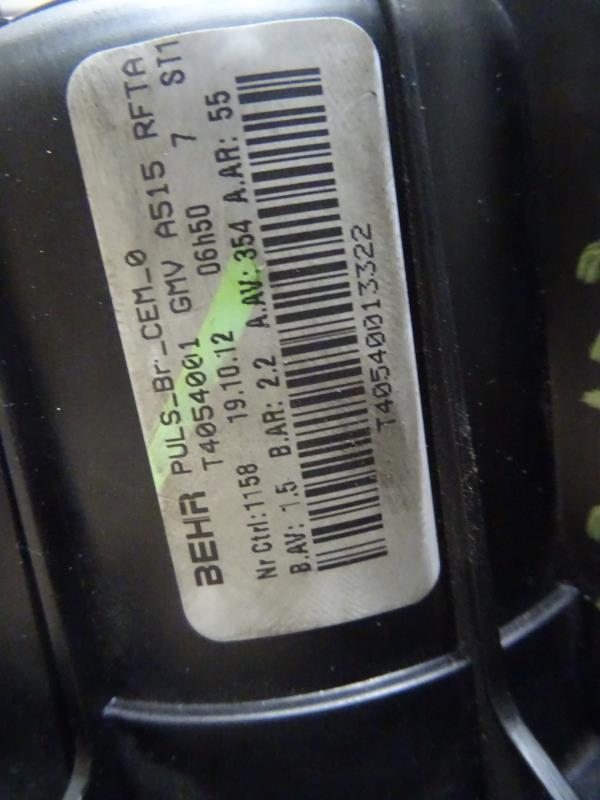 BEHR PULS_Br_CEM_0
T4054001 GMV A515 RFTA
Nr Ctrl:1158 19.10.12 06h50 7 ST1
B.AV: 1.5 B.AR: 2.2 A.AV: 354 A.AR: 55
T40540013322